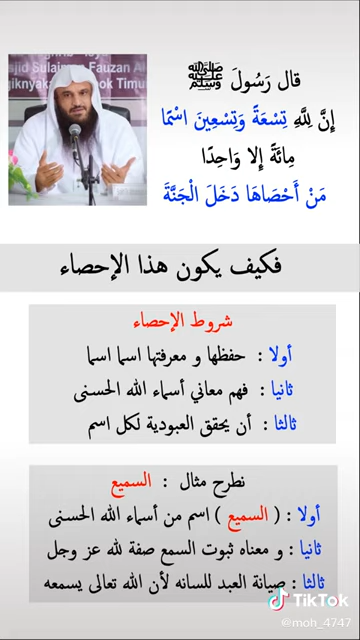 قال رَسُولَ ﷺ
إِنَّ لِلَّهِ تِسْعَةً وَتِسْعِينَ اسْمًا
مِائَةً إِلا وَاحِدًا
مَنْ أَحْصَاهَا دَخَلَ الْجَنَّةَ
Sulaiman Fauzan Al
فكيف يكون هذا الإحصاء
شروط الإحصاء
أولا : حفظها و معرفتها اسما اسما
ثانيا : فهم معاني أسماء الله الحسنى
ثالثا : أن يحقق العبودية لكل اسم
نطرح مثال : السميع
أولا : ( السميع ) اسم من أسماء الله الحسنى
ثانيا : و معناه ثبوت السمع صفة لله عز وجل
ثالثا : صيانة العبد للسانه لأن الله تعالى يسمعه
TikTok
@moh_4747